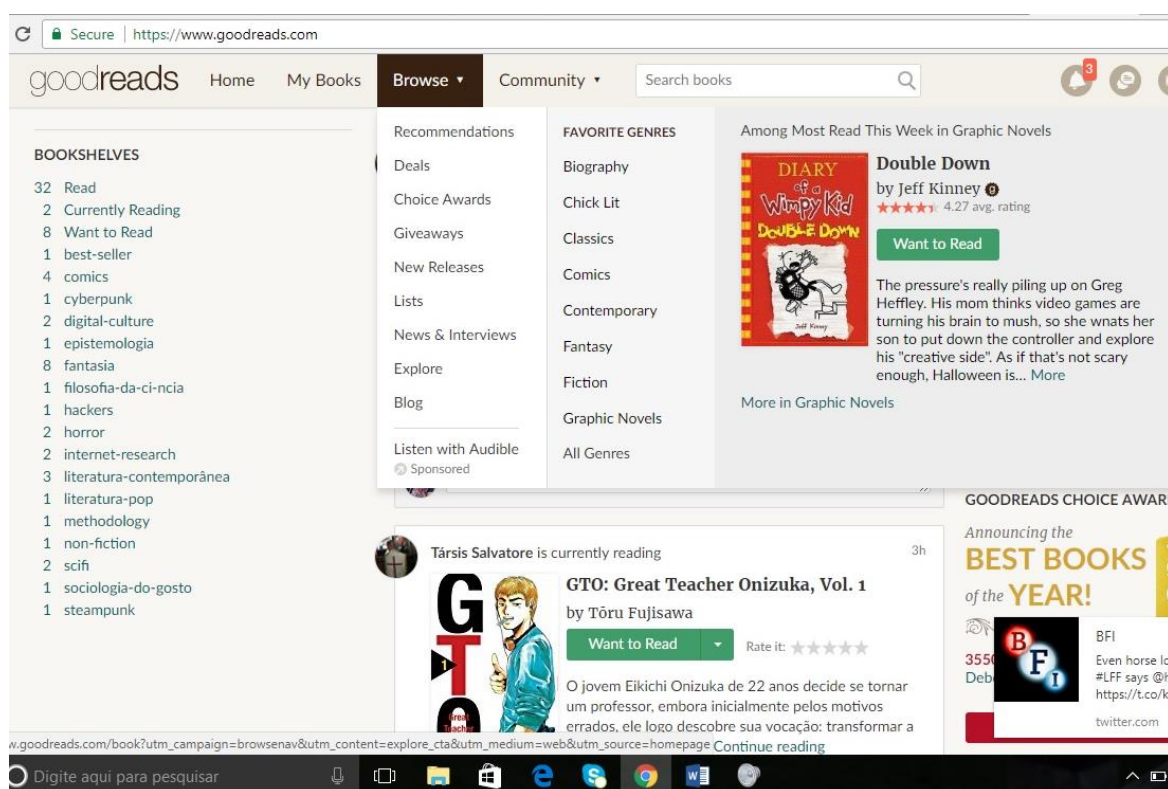 Secure | https://www.goodreads.com
goodreads Home My Books Browse ▾ Community ▾ Search books 3
BOOKSHELVES
32 Read
2 Currently Reading
8 Want to Read
1 best-seller
4 comics
1 cyberpunk
2 digital-culture
1 epistemologia
8 fantasia
1 filosofia-da-ci-ncia
1 hackers
2 horror
2 internet-research
3 literatura-contemporânea
1 literatura-pop
1 methodology
1 non-fiction
2 scifi
1 sociologia-do-gosto
1 steampunk
Recommendations
Deals
Choice Awards
Giveaways
New Releases
Lists
News & Interviews
Explore
Blog
Listen with Audible
Sponsored
FAVORITE GENRES
Biography
Chick Lit
Classics
Comics
Contemporary
Fantasy
Fiction
Graphic Novels
All Genres
Among Most Read This Week in Graphic Novels
DIARY
of a
Wimpy Kid
DOUBLE DOWN
Jeff Kinney
Double Down
by Jeff Kinney
4.27 avg. rating
Want to Read
The pressure's really piling up on Greg
Heffley. His mom thinks video games are
turning his brain to mush, so she wnats her
son to put down the controller and explore
his "creative side". As if that's not scary
enough, Halloween is... More
More in Graphic Novels
Társis Salvatore is currently reading 3h
G
T
1
O
Great
Teacher
GTO: Great Teacher Onizuka, Vol. 1
by Tōru Fujisawa
Want to Read Rate it:
O jovem Eikichi Onizuka de 22 anos decide se tornar
um professor, embora inicialmente pelos motivos
errados, ele logo descobre sua vocação: transformar a
Continue reading
GOODREADS CHOICE AWAR
Announcing the
BEST BOOKS
of the YEAR!
3550
Deb
BFI
BFI
Even horse lo
#LFF says @h
https://t.co/k
twitter.com
w.goodreads.com/book?utm_campaign=browsenav&utm_content=explore_cta&utm_medium=web&utm_source=homepage
Digite aqui para pesquisar